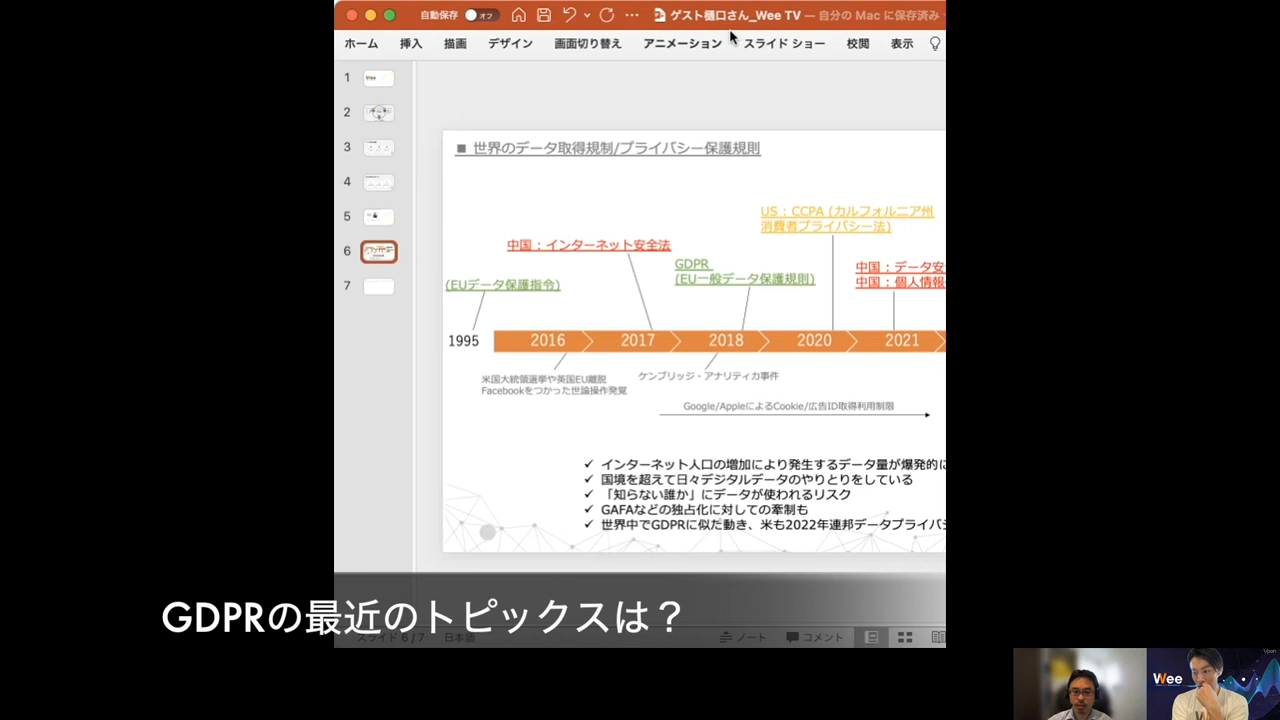 自動保存 オフ ゲスト樋口さん_Wee TV — 自分の Mac に保存済み
ホーム 挿入 描画 デザイン 画面切り替え アニメーション スライド ショー 校閲 表示
1
2
3
4
5
6
7
■ 世界のデータ取得規制/プライバシー保護規則
US : CCPA (カルフォルニア州
消費者プライバシー法)
中国 : インターネット安全法
GDPR
(EU一般データ保護規則)
中国 : データ安
中国 : 個人情報
(EUデータ保護指令)
1995 2016 2017 2018 2020 2021
米国大統領選挙や英国EU離脱
Facebookをつかった世論操作発覚
ケンブリッジ・アナリティカ事件
Google/AppleによるCookie/広告ID取得利用制限
✓ インターネット人口の増加により発生するデータ量が爆発的に
✓ 国境を超えて日々デジタルデータのやりとりをしている
✓ 「知らない誰か」にデータが使われるリスク
✓ GAFAなどの独占化に対しての牽制も
✓ 世界中でGDPRに似た動き、米も2022年連邦データプライバシ
GDPRの最近のトピックスは？
スライド 6 / 7 日本語 ノート コメント
Wee